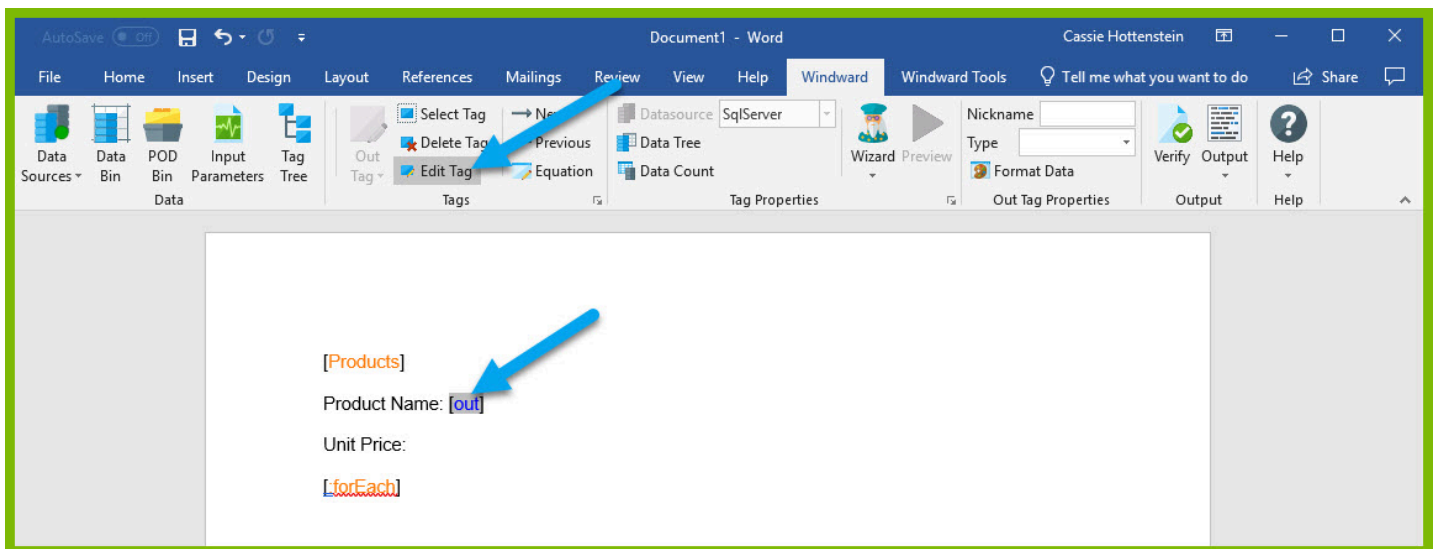 AutoSave Off Document1 - Word Cassie Hottenstein
File Home Insert Design Layout References Mailings Review View Help Windward Windward Tools Tell me what you want to do Share
Select Tag Datasource SqlServer Nickname
Delete Tag Previous Data Tree Type
Edit Tag Equation Data Count Format Data
Data Sources Data Bin POD Bin Input Parameters Tag Tree Out Tag Wizard Preview Verify Output Help
Data Tags Tag Properties Out Tag Properties Output Help
[Products]
Product Name: [out]
Unit Price:
[:forEach]